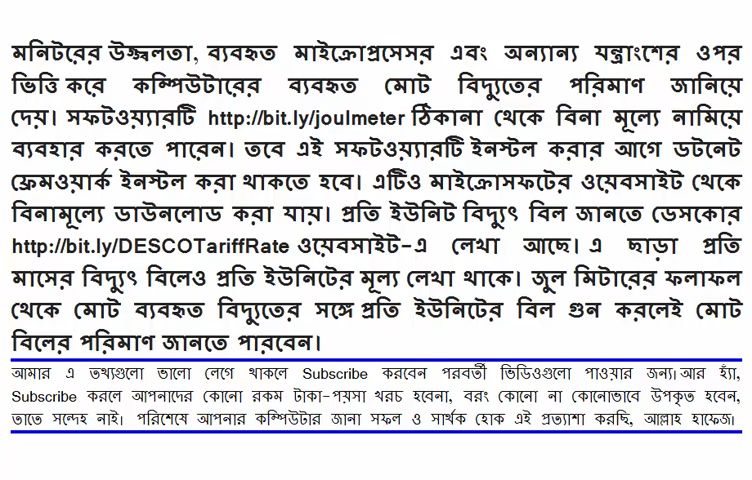 মনিটরের উজ্জ্বলতা, ব্যবহৃত মাইক্রোপ্রসেসর এবং অন্যান্য যন্ত্রাংশের ওপর
ভিত্তি করে কম্পিউটারের ব্যবহৃত মোট বিদ্যুতের পরিমাণ জানিয়ে
দেয়। সফটওয়্যারটি http://bit.ly/joulmeter ঠিকানা থেকে বিনা মূল্যে নামিয়ে
ব্যবহার করতে পারেন। তবে এই সফটওয়্যারটি ইনস্টল করার আগে ডটনেট
ফ্রেমওয়ার্ক ইনস্টল করা থাকতে হবে। এটিও মাইক্রোসফটের ওয়েবসাইট থেকে
বিনামূল্যে ডাউনলোড করা যায়। প্রতি ইউনিট বিদ্যুৎ বিল জানতে ডেসকোর
http://bit.ly/DESCOTariffRate ওয়েবসাইট-এ লেখা আছে। এ ছাড়া প্রতি
মাসের বিদ্যুৎ বিলেও প্রতি ইউনিটের মূল্য লেখা থাকে। জুল মিটারের ফলাফল
থেকে মোট ব্যবহৃত বিদ্যুতের সঙ্গে প্রতি ইউনিটের বিল গুন করলেই মোট
বিলের পরিমাণ জানতে পারবেন।
আমার এ তথ্যগুলো ভালো লেগে থাকলে Subscribe করবেন পরবর্তী ভিডিওগুলো পাওয়ার জন্য। আর হ্যাঁ,
Subscribe করলে আপনাদের কোনো রকম টাকা-পয়সা খরচ হবেনা, বরং কোনো না কোনোভাবে উপকৃত হবেন,
তাতে সন্দেহ নাই। পরিশেষে আপনার কম্পিউটার জানা সফল ও সার্থক হোক এই প্রত্যাশা করছি, আল্লাহ হাফেজ।